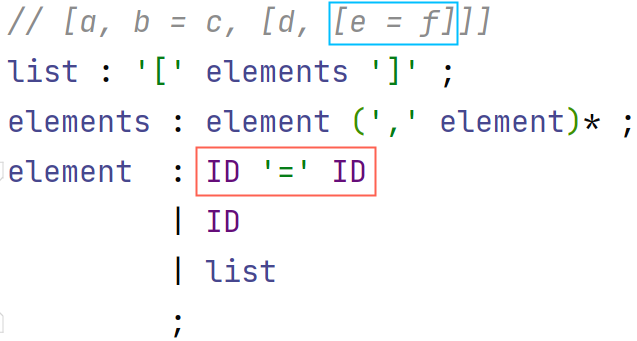 // [a, b = c, [d, [e = f]]]
list : '[' elements ']' ;
elements : element (',' element)* ;
element  : ID '=' ID
         | ID
         | list
         ;